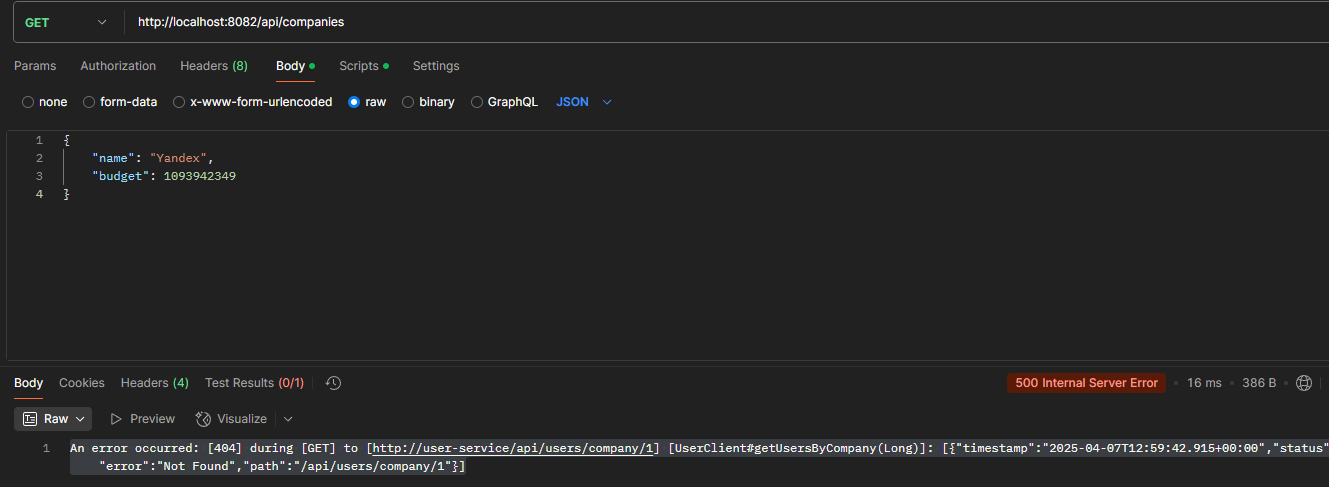 GET http://localhost:8082/api/companies
Params Authorization Headers (8) Body Scripts Settings
none form-data x-www-form-urlencoded raw binary GraphQL JSON
1 {
2 "name": "Yandex",
3 "budget": 1093942349
4 }
Body Cookies Headers (4) Test Results (0/1) 500 Internal Server Error 16 ms 386 B
Raw Preview Visualize
1 An error occurred: [404] during [GET] to [http://user-service/api/users/company/1] [UserClient#getUsersByCompany(Long)]: [{"timestamp":"2025-04-07T12:59:42.915+00:00","status"
"error":"Not Found","path":"/api/users/company/1"}]